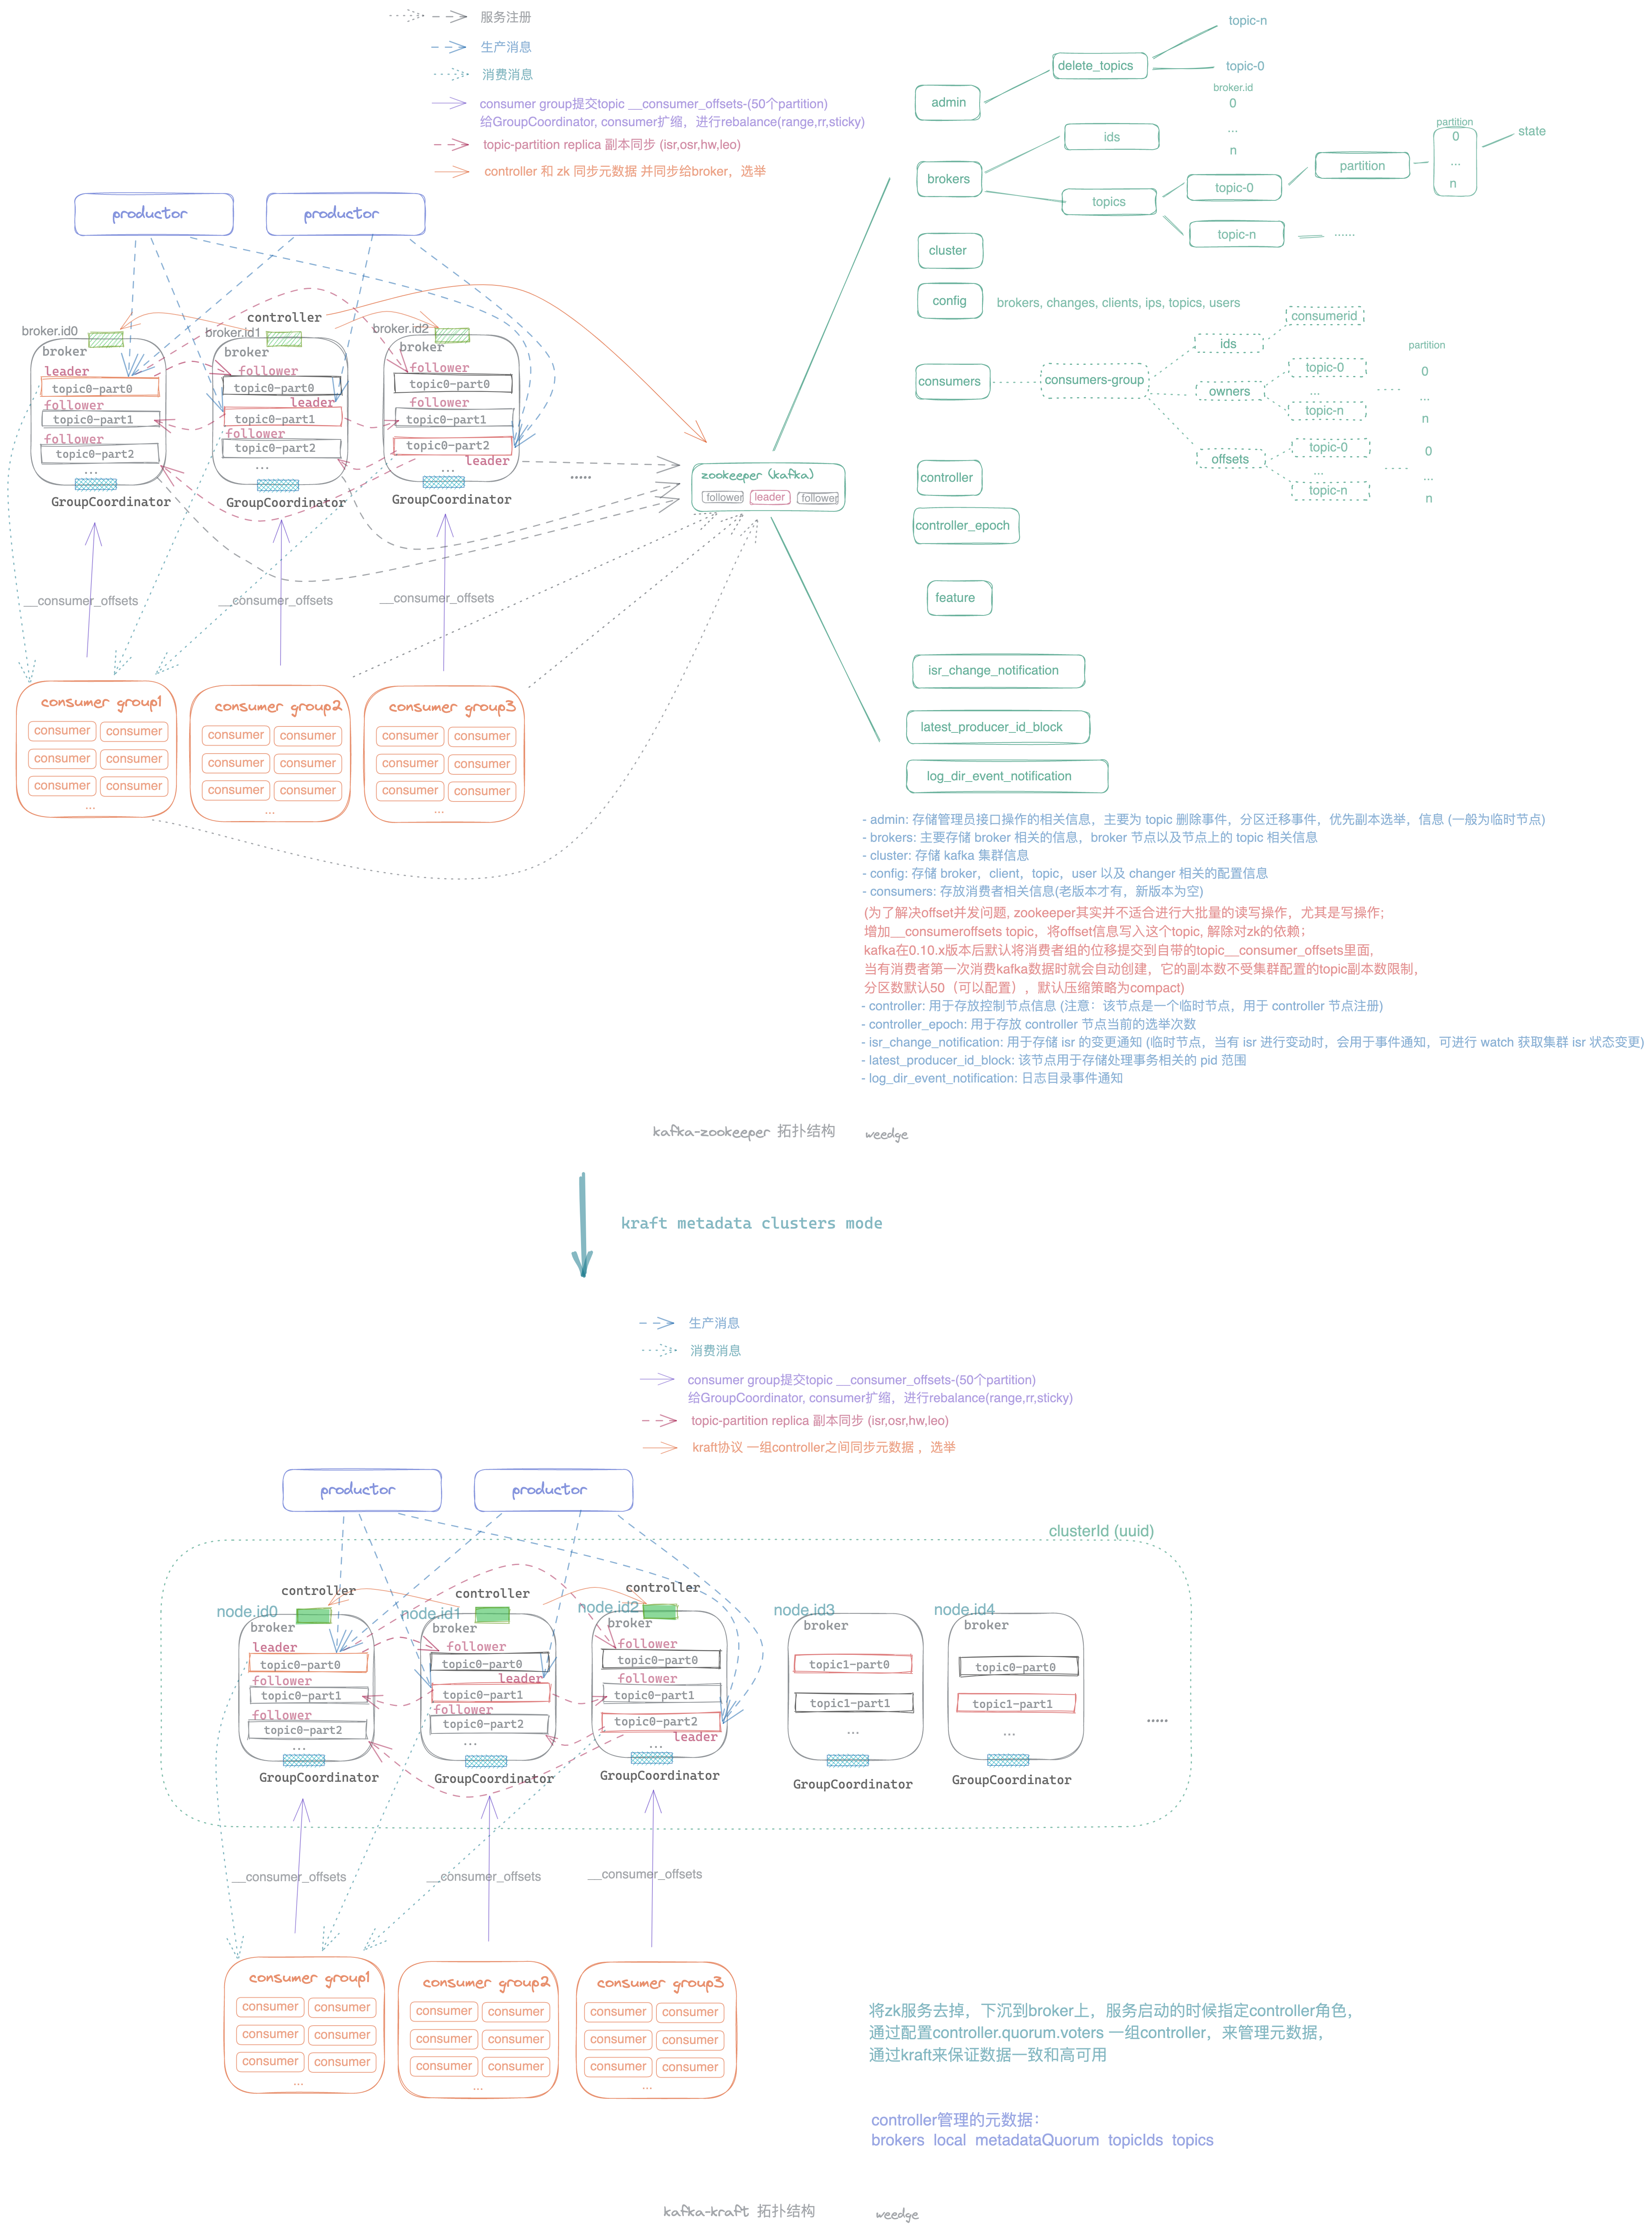 服务注册
生产消息
消费消息
consumer group提交topic __consumer_offsets-(50个partition)
给GroupCoordinator, consumer扩缩，进行rebalance(range,rr,sticky)
topic-partition replica 副本同步 (isr,osr,hw,leo)
controller 和 zk 同步元数据 并同步给broker，选举
productor
productor
controller
broker.id0
broker.id1
broker.id2
broker
leader
topic0-part0
follower
topic0-part1
follower
topic0-part2
...
GroupCoordinator
broker
follower
topic0-part0
leader
topic0-part1
follower
topic0-part2
...
GroupCoordinator
broker
follower
topic0-part0
follower
topic0-part1
topic0-part2
leader
...
GroupCoordinator
.....
__consumer_offsets
__consumer_offsets
__consumer_offsets
consumer group1
consumer consumer
consumer consumer
consumer consumer
...
consumer group2
consumer consumer
consumer consumer
consumer consumer
...
consumer group3
consumer consumer
consumer consumer
consumer consumer
...
zookeeper (kafka)
follower leader follower
admin
delete_topics
topic-n
topic-0
brokers
ids
broker.id
0
...
n
topics
topic-0
partition
partition
0
...
n
state
topic-n
......
cluster
config
brokers, changes, clients, ips, topics, users
consumers
consumers-group
ids
consumerid
owners
topic-0
...
topic-n
.....
partition
0
...
n
offsets
topic-0
...
topic-n
.....
0
...
n
controller
controller_epoch
feature
isr_change_notification
latest_producer_id_block
log_dir_event_notification
- admin: 存储管理员接口操作的相关信息，主要为 topic 删除事件，分区迁移事件，优先副本选举，信息 (一般为临时节点)
- brokers: 主要存储 broker 相关的信息，broker 节点以及节点上的 topic 相关信息
- cluster: 存储 kafka 集群信息
- config: 存储 broker，client，topic，user 以及 changer 相关的配置信息
- consumers: 存放消费者相关信息(老版本才有，新版本为空)
(为了解决offset并发问题, zookeeper其实并不适合进行大批量的读写操作，尤其是写操作;
增加__consumeroffsets topic，将offset信息写入这个topic, 解除对zk的依赖；
kafka在0.10.x版本后默认将消费者组的位移提交到自带的topic__consumer_offsets里面,
当有消费者第一次消费kafka数据时就会自动创建，它的副本数不受集群配置的topic副本数限制，
分区数默认50（可以配置），默认压缩策略为compact)
- controller: 用于存放控制节点信息 (注意：该节点是一个临时节点，用于 controller 节点注册)
- controller_epoch: 用于存放 controller 节点当前的选举次数
- isr_change_notification: 用于存储 isr 的变更通知 (临时节点，当有 isr 进行变动时，会用于事件通知，可进行 watch 获取集群 isr 状态变更)
- latest_producer_id_block: 该节点用于存储处理事务相关的 pid 范围
- log_dir_event_notification: 日志目录事件通知
kafka-zookeeper 拓扑结构
weedge
kraft metadata clusters mode
生产消息
消费消息
consumer group提交topic __consumer_offsets-(50个partition)
给GroupCoordinator, consumer扩缩，进行rebalance(range,rr,sticky)
topic-partition replica 副本同步 (isr,osr,hw,leo)
kraft协议 一组controller之间同步元数据 ，选举
productor
productor
clusterId (uuid)
controller
node.id0
broker
leader
topic0-part0
follower
topic0-part1
follower
topic0-part2
...
GroupCoordinator
controller
node.id1
broker
follower
topic0-part0
leader
topic0-part1
follower
topic0-part2
...
GroupCoordinator
controller
node.id2
broker
follower
topic0-part0
follower
topic0-part1
topic0-part2
leader
...
GroupCoordinator
node.id3
broker
topic1-part0
topic1-part1
...
GroupCoordinator
node.id4
broker
topic0-part0
topic1-part1
...
GroupCoordinator
.....
__consumer_offsets
__consumer_offsets
__consumer_offsets
consumer group1
consumer consumer
consumer consumer
consumer consumer
...
consumer group2
consumer consumer
consumer consumer
consumer consumer
...
consumer group3
consumer consumer
consumer consumer
consumer consumer
...
将zk服务去掉，下沉到broker上，服务启动的时候指定controller角色，
通过配置controller.quorum.voters 一组controller，来管理元数据，
通过kraft来保证数据一致和高可用
controller管理的元数据：
brokers local metadataQuorum topicIds topics
kafka-kraft 拓扑结构
weedge